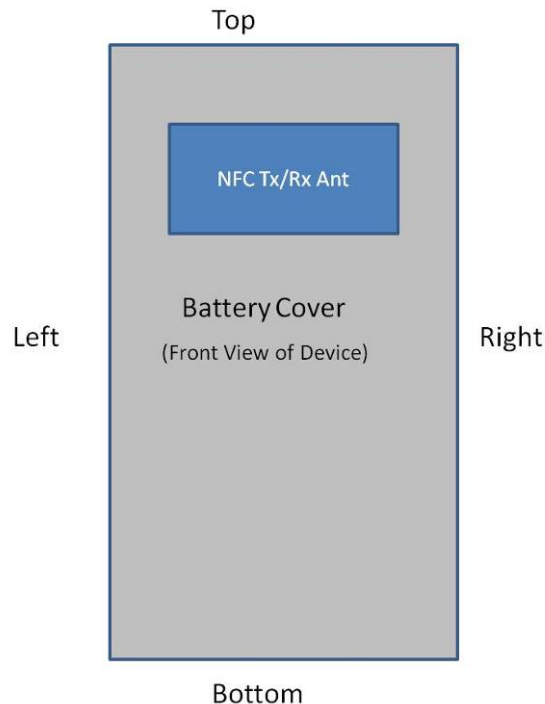 Top
NFC Tx/Rx Ant
Battery Cover
Left
Right
(Front View of Device)
Bottom